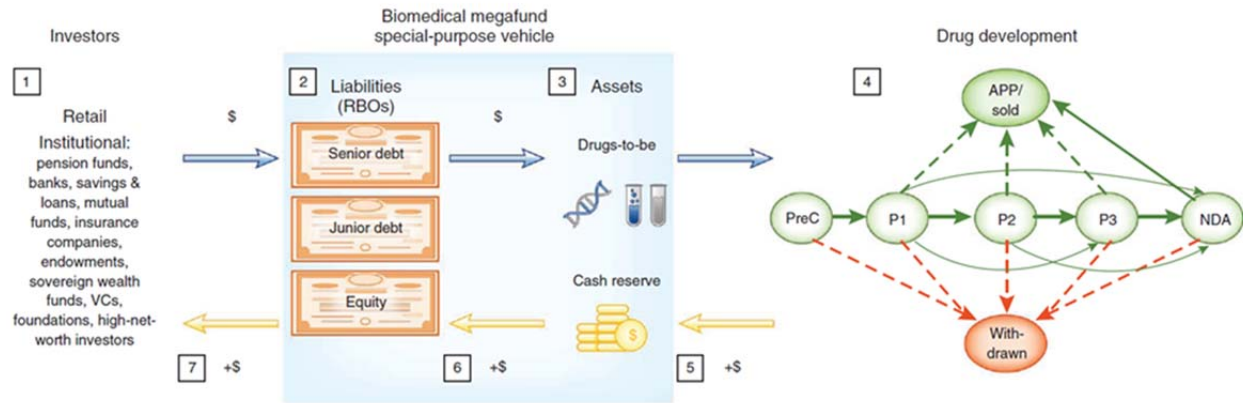 Investors
Biomedical megafund
special-purpose vehicle
Drug development
1
Retail
Institutional:
pension funds,
banks, savings &
loans, mutual
funds, insurance
companies,
endowments,
sovereign wealth
funds, VCs,
foundations, high-net-
worth investors
$
7
+$
2
Liabilities
(RBOs)
Senior debt
Junior debt
Equity
$
6
+$
3
Assets
Drugs-to-be
Cash reserve
$
5
+$
4
APP/
sold
PreC
P1
P2
P3
NDA
With-
drawn